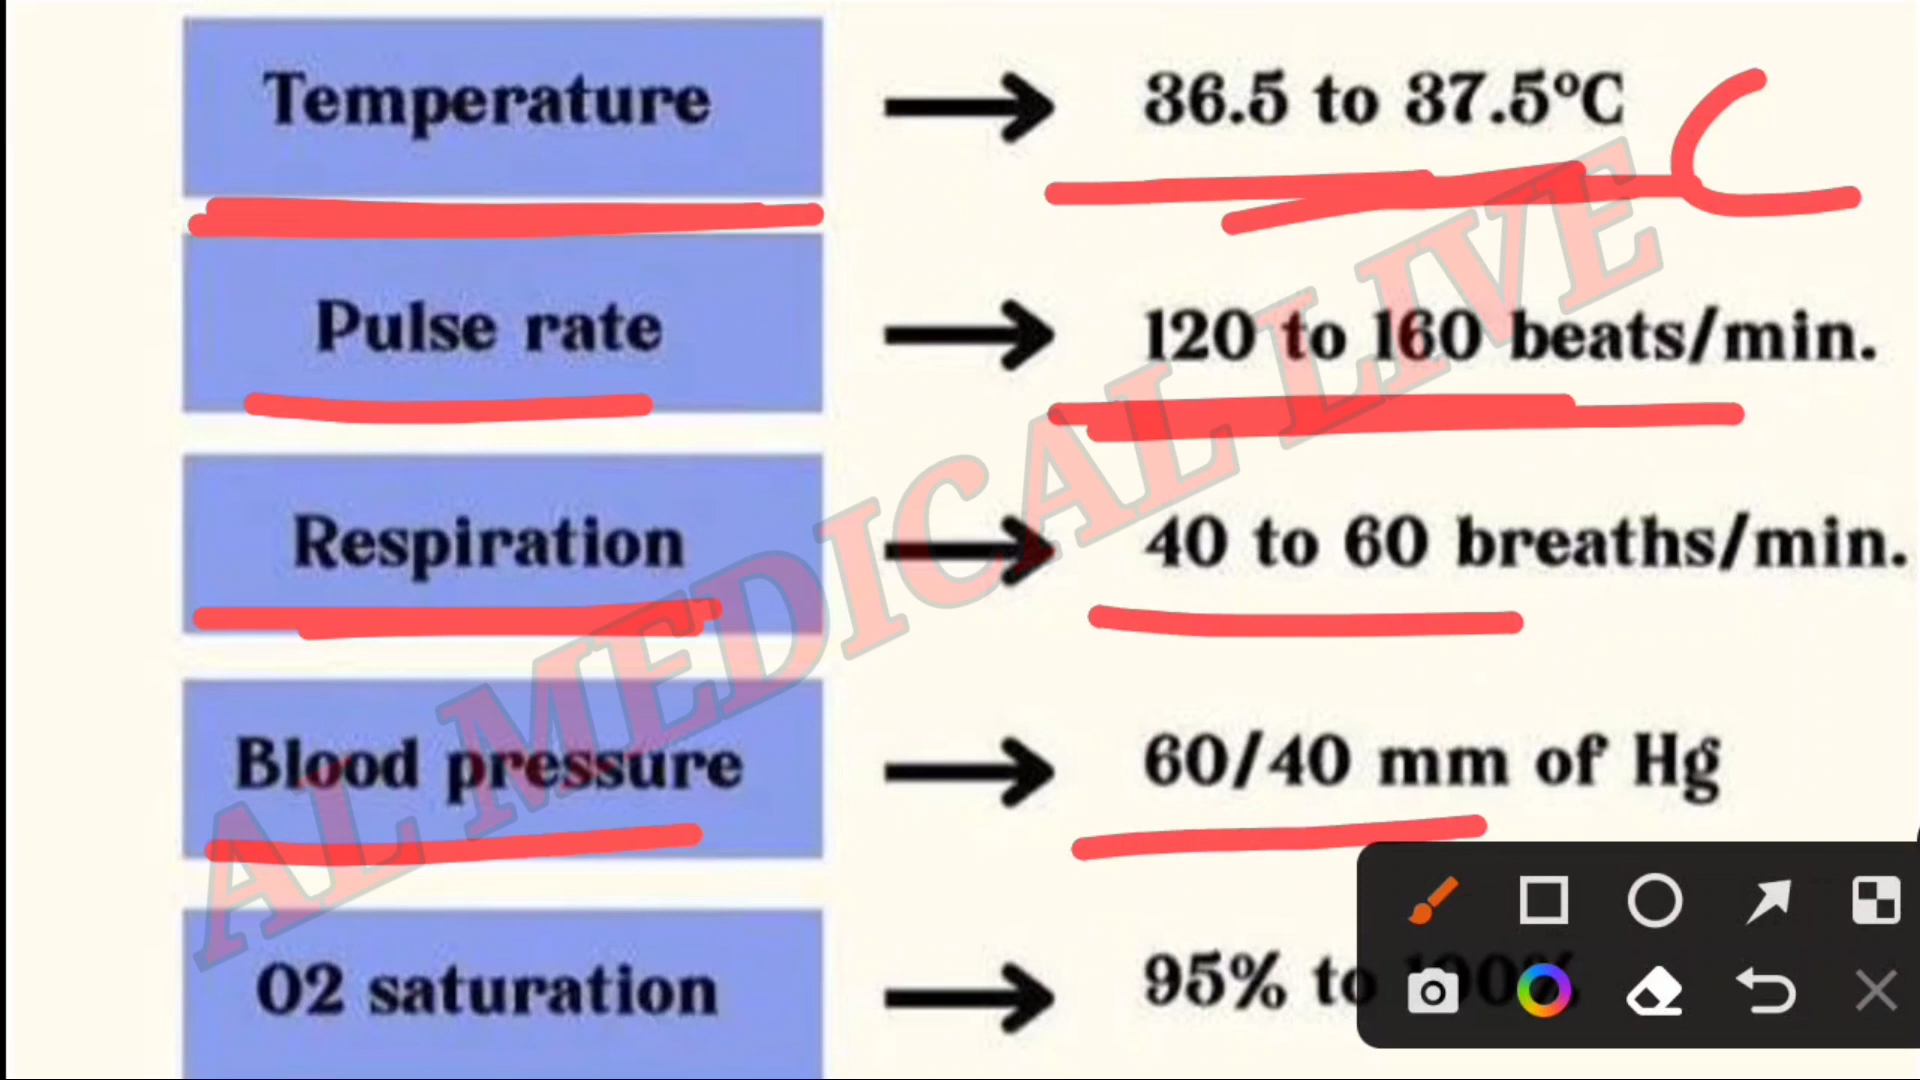 Temperature → 36.5 to 37.5°C
Pulse rate → 120 to 160 beats/min.
Respiration → 40 to 60 breaths/min.
Blood pressure → 60/40 mm of Hg
O2 saturation → 95% to 100%
AL MEDICAL LIVE